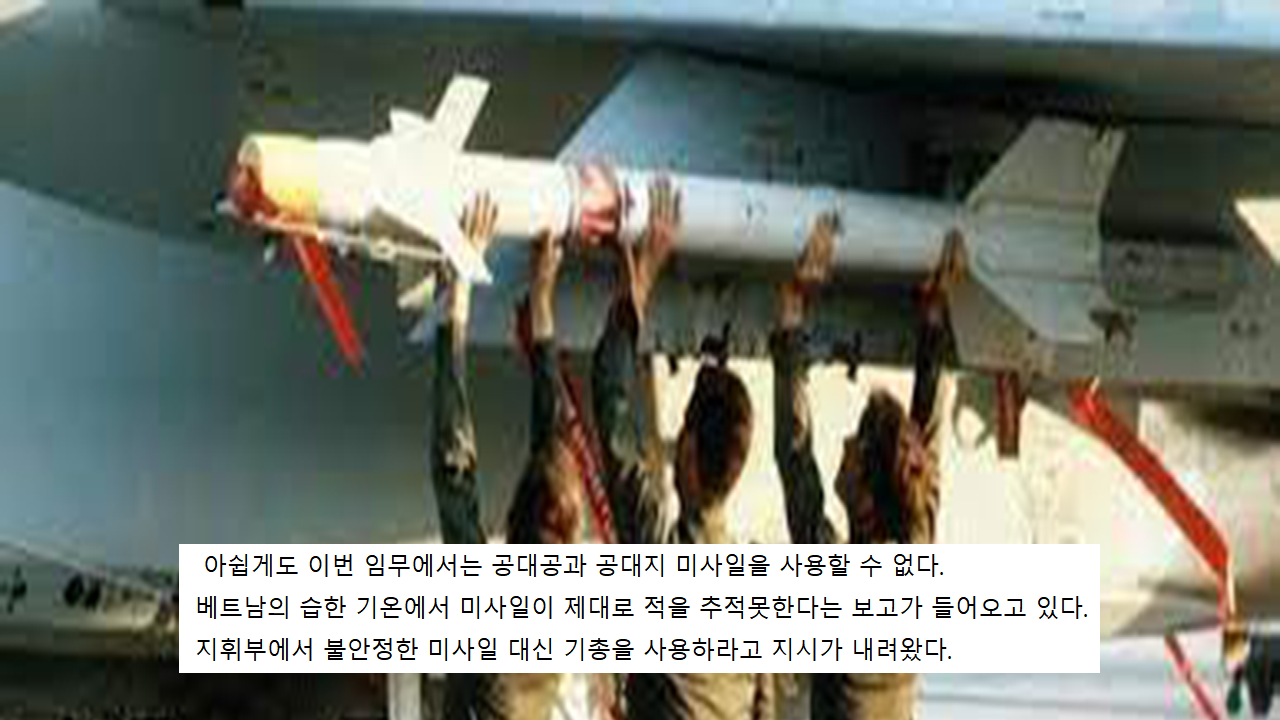 아쉽게도 이번 임무에서는 공대공과 공대지 미사일을 사용할 수 없다.
베트남의 습한 기온에서 미사일이 제대로 적을 추적못한다는 보고가 들어오고 있다.
지휘부에서 불안정한 미사일 대신 기총을 사용하라고 지시가 내려왔다.